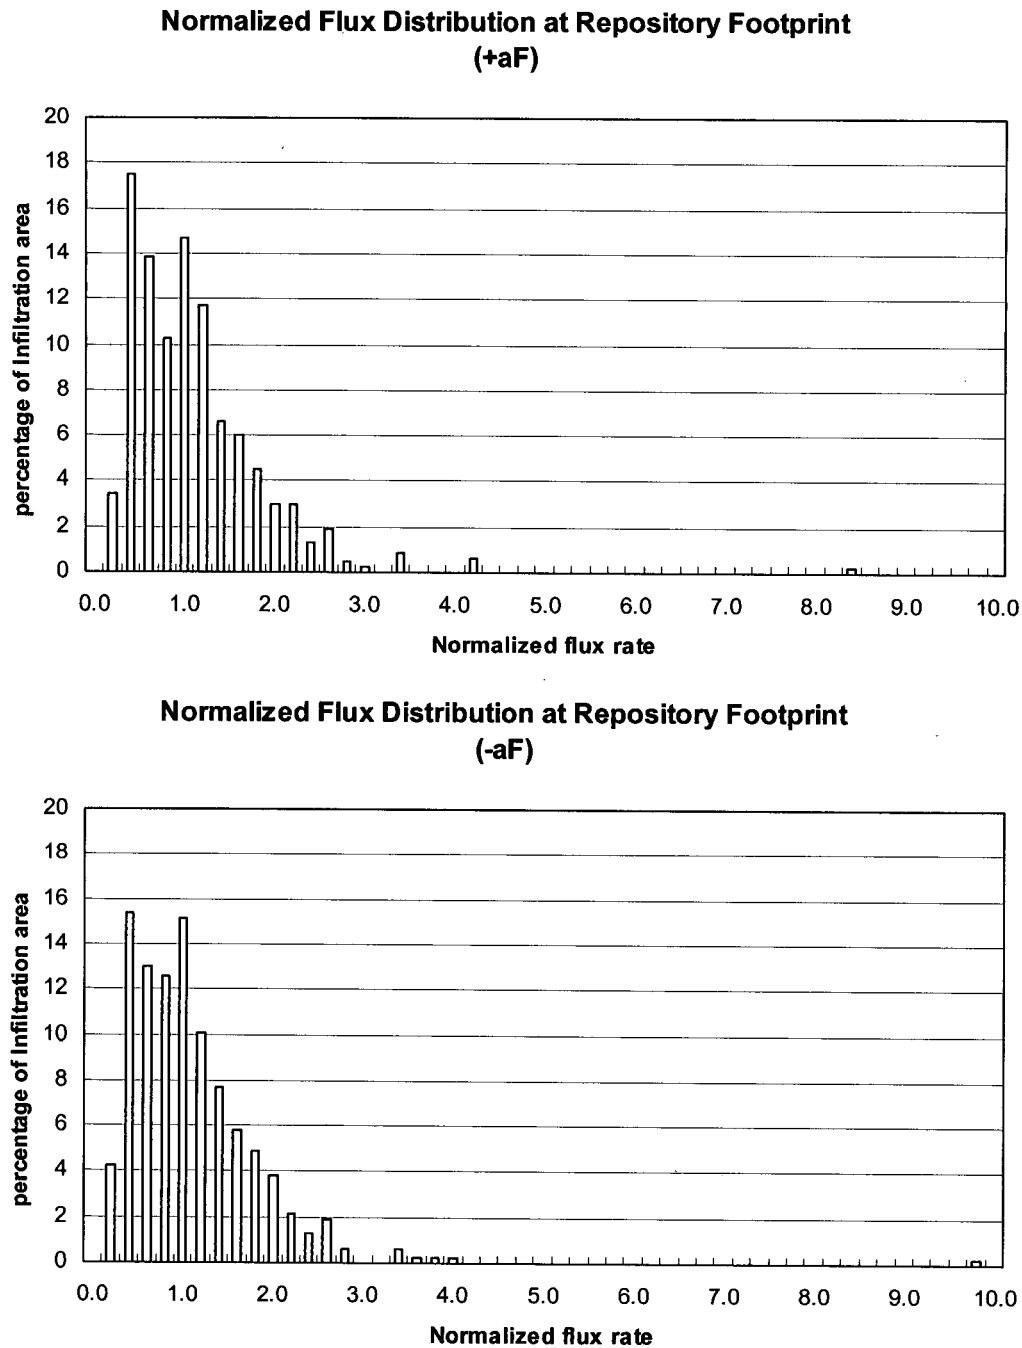 Normalized Flux Distribution at Repository Footprint
(+aF)
20
18
16
14
12
10
8
6
4
2
0
percentage of Infiltration area
0.0 1.0 2.0 3.0 4.0 5.0 6.0 7.0 8.0 9.0 10.0
Normalized flux rate
Normalized Flux Distribution at Repository Footprint
(-aF)
20
18
16
14
12
10
8
6
4
2
0
percentage of Infiltration area
0.0 1.0 2.0 3.0 4.0 5.0 6.0 7.0 8.0 9.0 10.0
Normalized flux rate